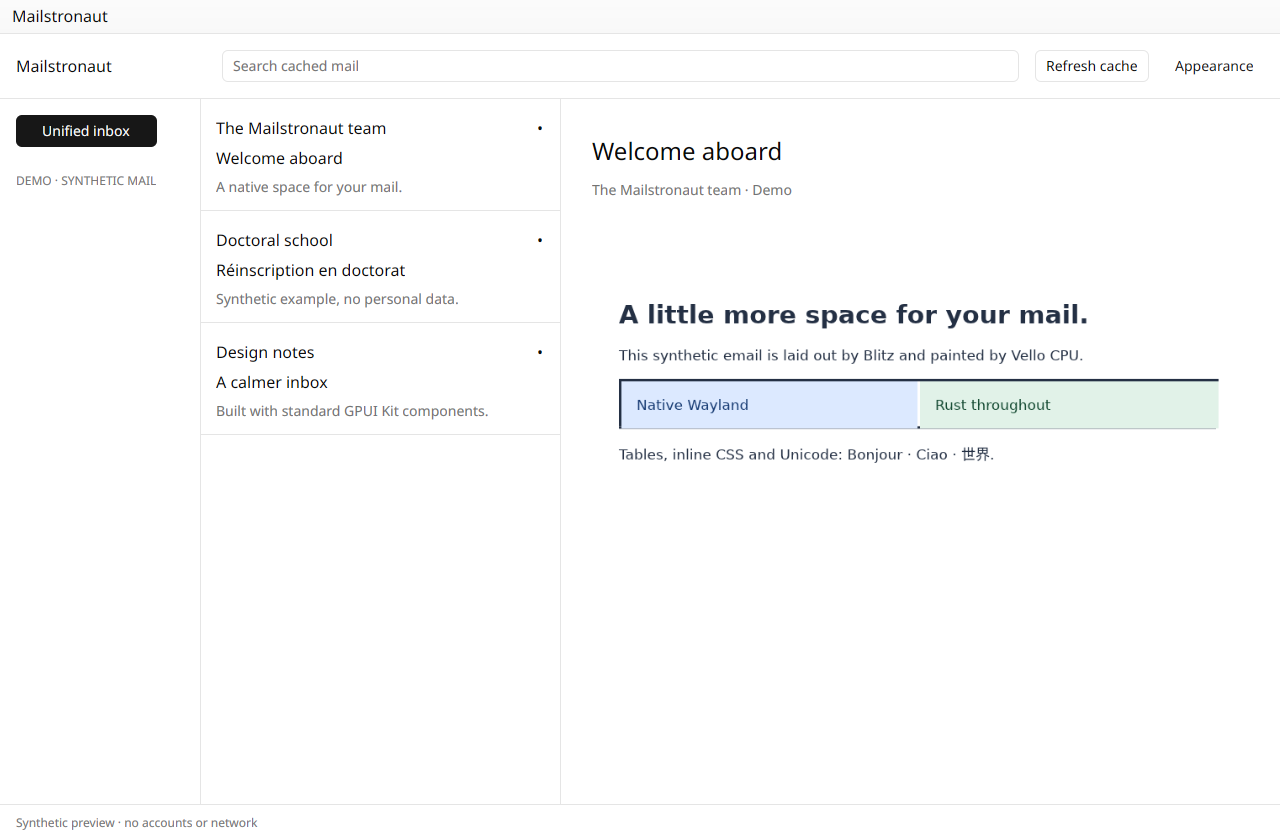 Mailstronaut
Mailstronaut
Search cached mail
Refresh cache
Appearance
Unified inbox
DEMO · SYNTHETIC MAIL
The Mailstronaut team •
Welcome aboard
A native space for your mail.
Doctoral school •
Réinscription en doctorat
Synthetic example, no personal data.
Design notes •
A calmer inbox
Built with standard GPUI Kit components.
Welcome aboard
The Mailstronaut team · Demo
A little more space for your mail.
This synthetic email is laid out by Blitz and painted by Vello CPU.
Native Wayland
Rust throughout
Tables, inline CSS and Unicode: Bonjour · Ciao · 世界.
Synthetic preview · no accounts or network